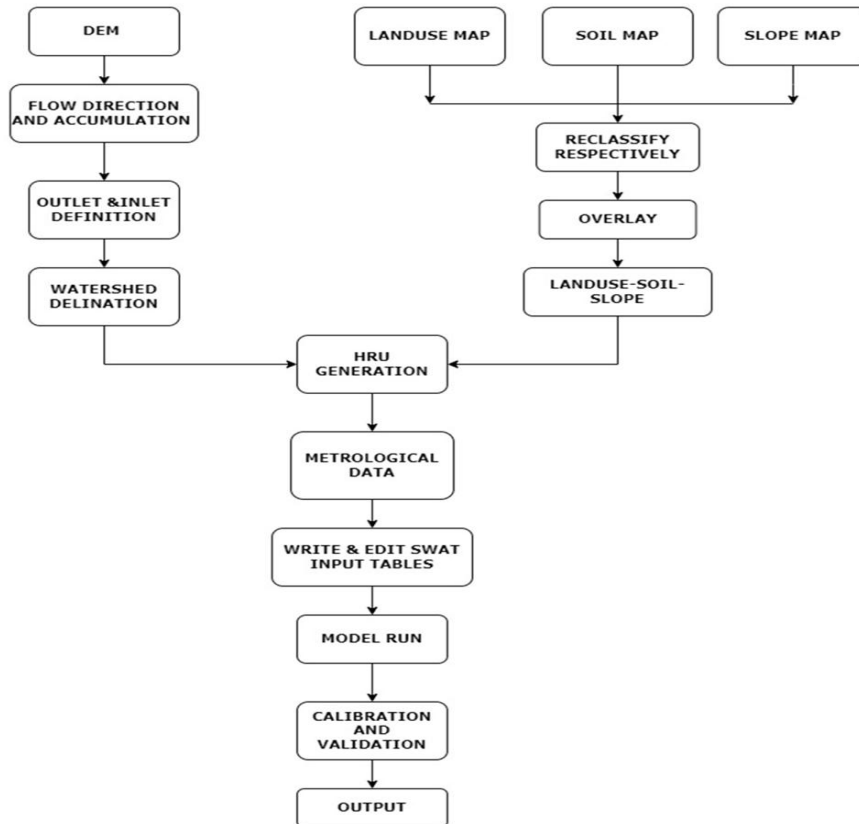 DEM
FLOW DIRECTION
AND ACCUMULATION
OUTLET &INLET
DEFINITION
WATERSHED
DELINATION
LANDUSE MAP
SOIL MAP
SLOPE MAP
RECLASSIFY
RESPECTIVELY
OVERLAY
LANDUSE-SOIL-
SLOPE
HRU
GENERATION
METROLOGICAL
DATA
WRITE & EDIT SWAT
INPUT TABLES
MODEL RUN
CALIBRATION
AND
VALIDATION
OUTPUT